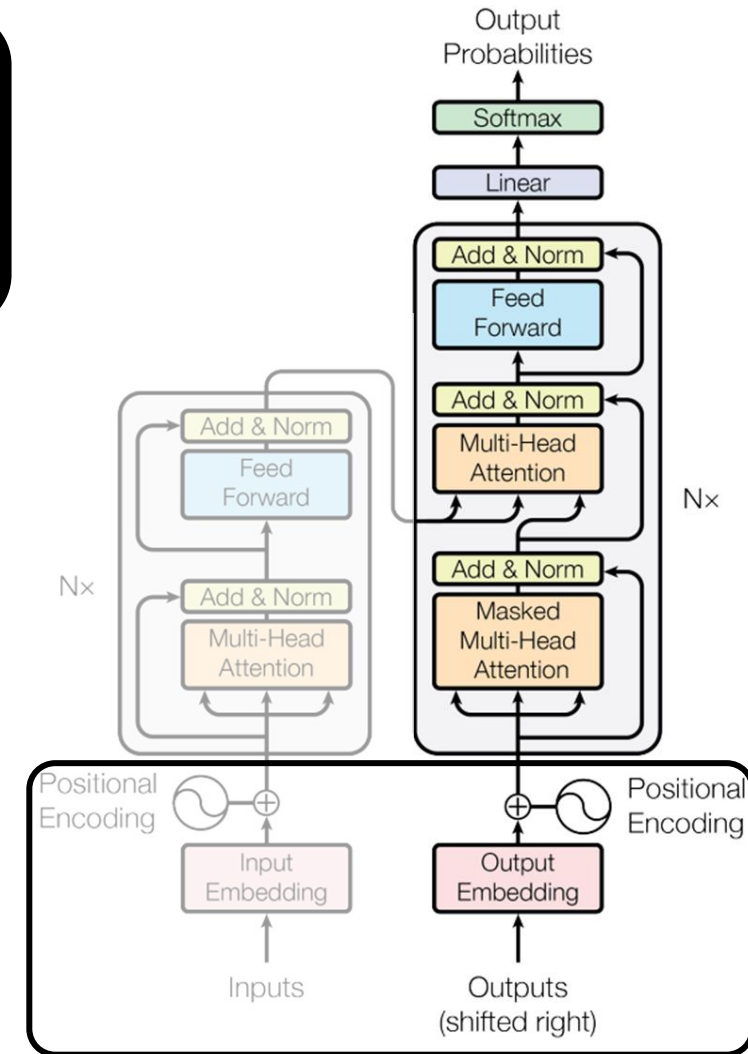 Output
Probabilities
Softmax
Linear
Add & Norm
Feed
Forward
Add & Norm
Multi-Head
Attention
Nx
Add & Norm
Masked
Multi-Head
Attention
Add & Norm
Feed
Forward
Nx
Add & Norm
Multi-Head
Attention
Positional
Encoding
Input
Embedding
Inputs
Positional
Encoding
Output
Embedding
Outputs
(shifted right)